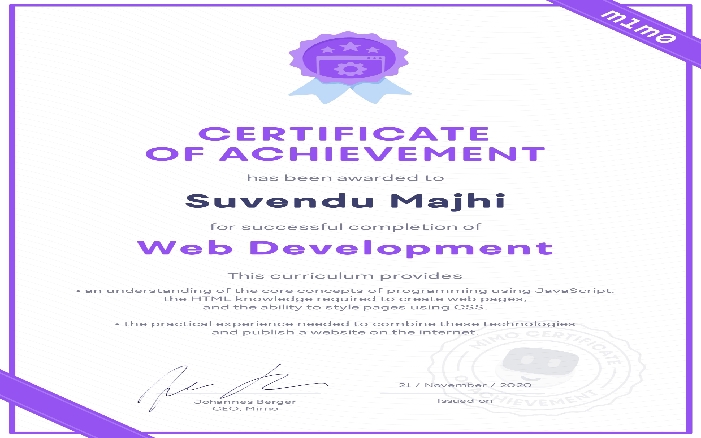 mimo
CERTIFICATE
OF ACHIEVEMENT
has been awarded to
Suvendu Majhi
for successful completion of
Web Development
This curriculum provides
• an understanding of the core concepts of programming using JavaScript,
the HTML knowledge required to create web pages,
and the ability to style pages using CSS
• the practical experience needed to combine these technologies
and publish a website on the internet
21 / November / 2020
Johannes Berger
CEO, Mimo
Issued on
MIMO CERTIFICATE
ACHIEVEMENT